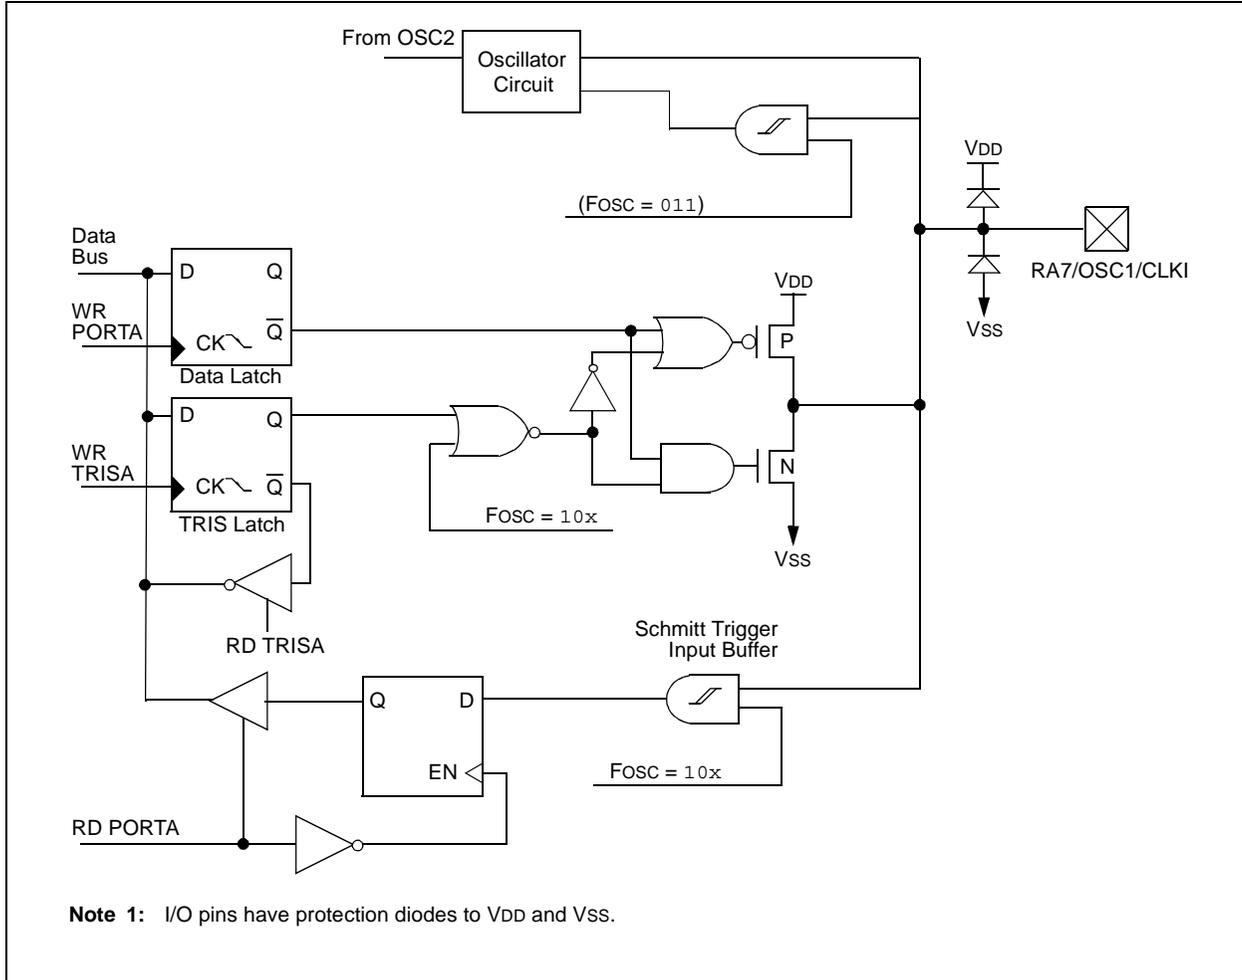 From OSC2
Oscillator
Circuit
(FOSC = 011)
VDD
RA7/OSC1/CLKI
VSS
Data
Bus
D
Q
WR
PORTA
CK
Q
Data Latch
VDD
P
D
Q
WR
TRISA
CK
Q
TRIS Latch
FOSC = 10x
N
VSS
RD TRISA
Schmitt Trigger
Input Buffer
Q
D
EN
FOSC = 10x
RD PORTA
Note 1: I/O pins have protection diodes to VDD and VSS.